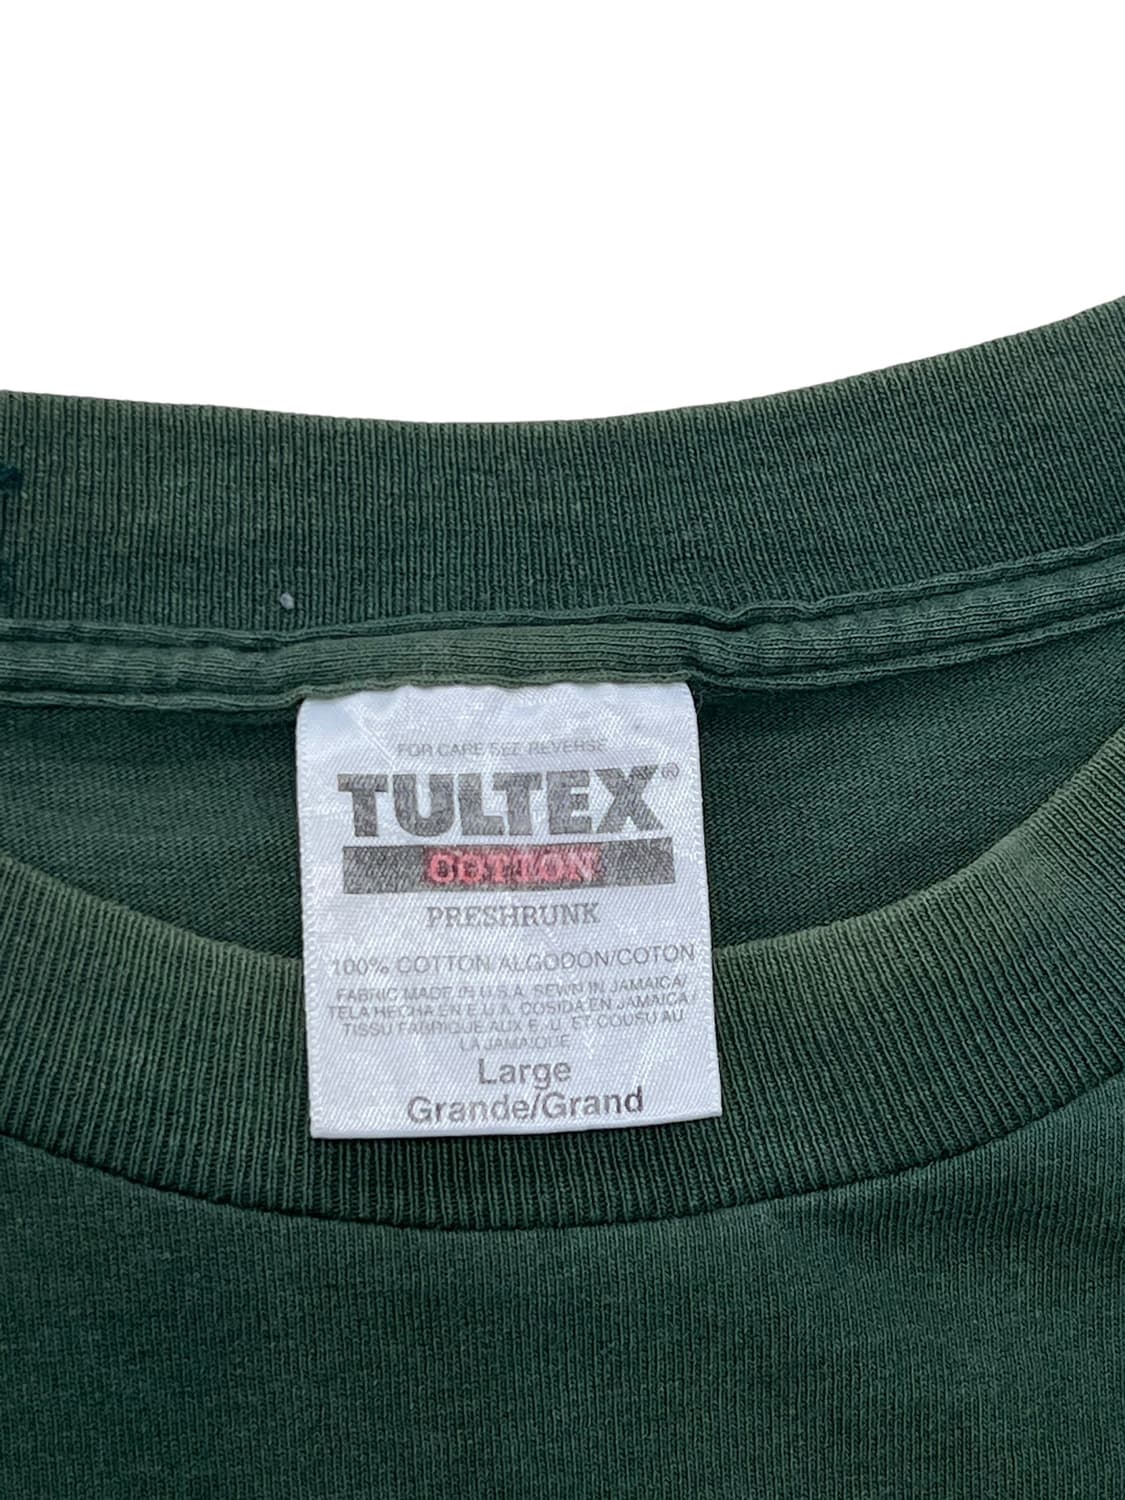 FOR CARE SEE REVERSE
TULTEX®
COTTON
PRESHRUNK
100% COTTON/ALGODON/COTON
FABRIC MADE IN U.S.A. SEWN IN JAMAICA/
TELA HECHA EN E.U.A. COSIDA EN JAMAICA/
TISSU FABRIQUE AUX E.-U. ET COUSU AU
LA JAMAIQUE
Large
Grande/Grand